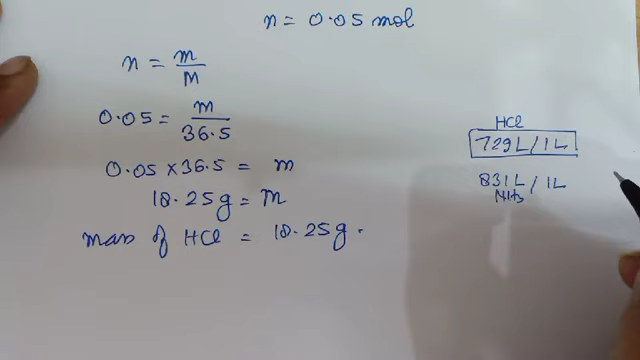 n = 0.05 mol
n = m/M
0.05 = m/36.5
0.05 × 36.5 = m
18.25g = m
mass of HCl = 18.25g.
HCl
729L/1L
831L/1L
NH3